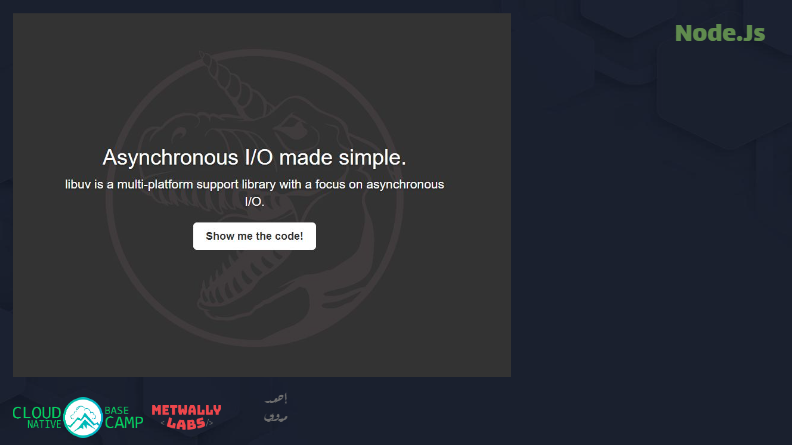 Node.Js
Asynchronous I/O made simple.
libuv is a multi-platform support library with a focus on asynchronous
I/O.
Show me the code!
CLOUD
NATIVE
BASE
CAMP
METWALLY
<LABS/>
أحمد